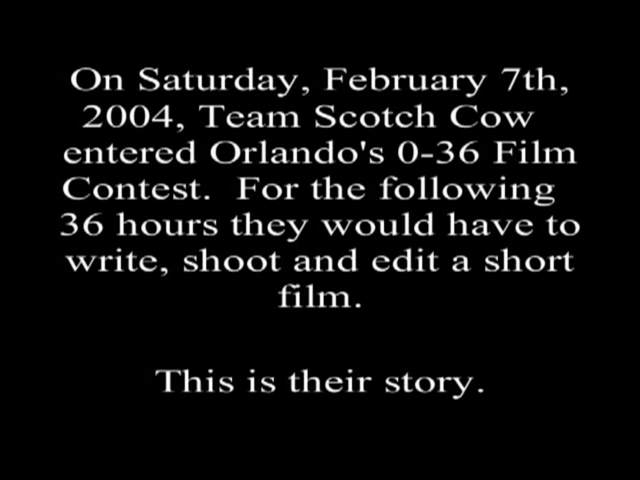 On Saturday, February 7th,
2004, Team Scotch Cow
entered Orlando's 0-36 Film
Contest.  For the following
36 hours they would have to
write, shoot and edit a short
film.
This is their story.